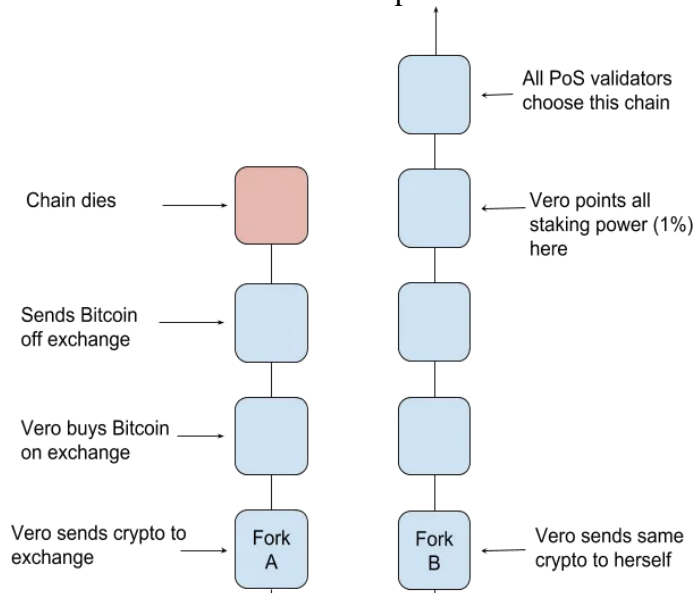 All PoS validators
choose this chain
Chain dies
Vero points all
staking power (1%)
here
Sends Bitcoin
off exchange
Vero buys Bitcoin
on exchange
Vero sends crypto to
exchange
Fork
A
Fork
B
Vero sends same
crypto to herself